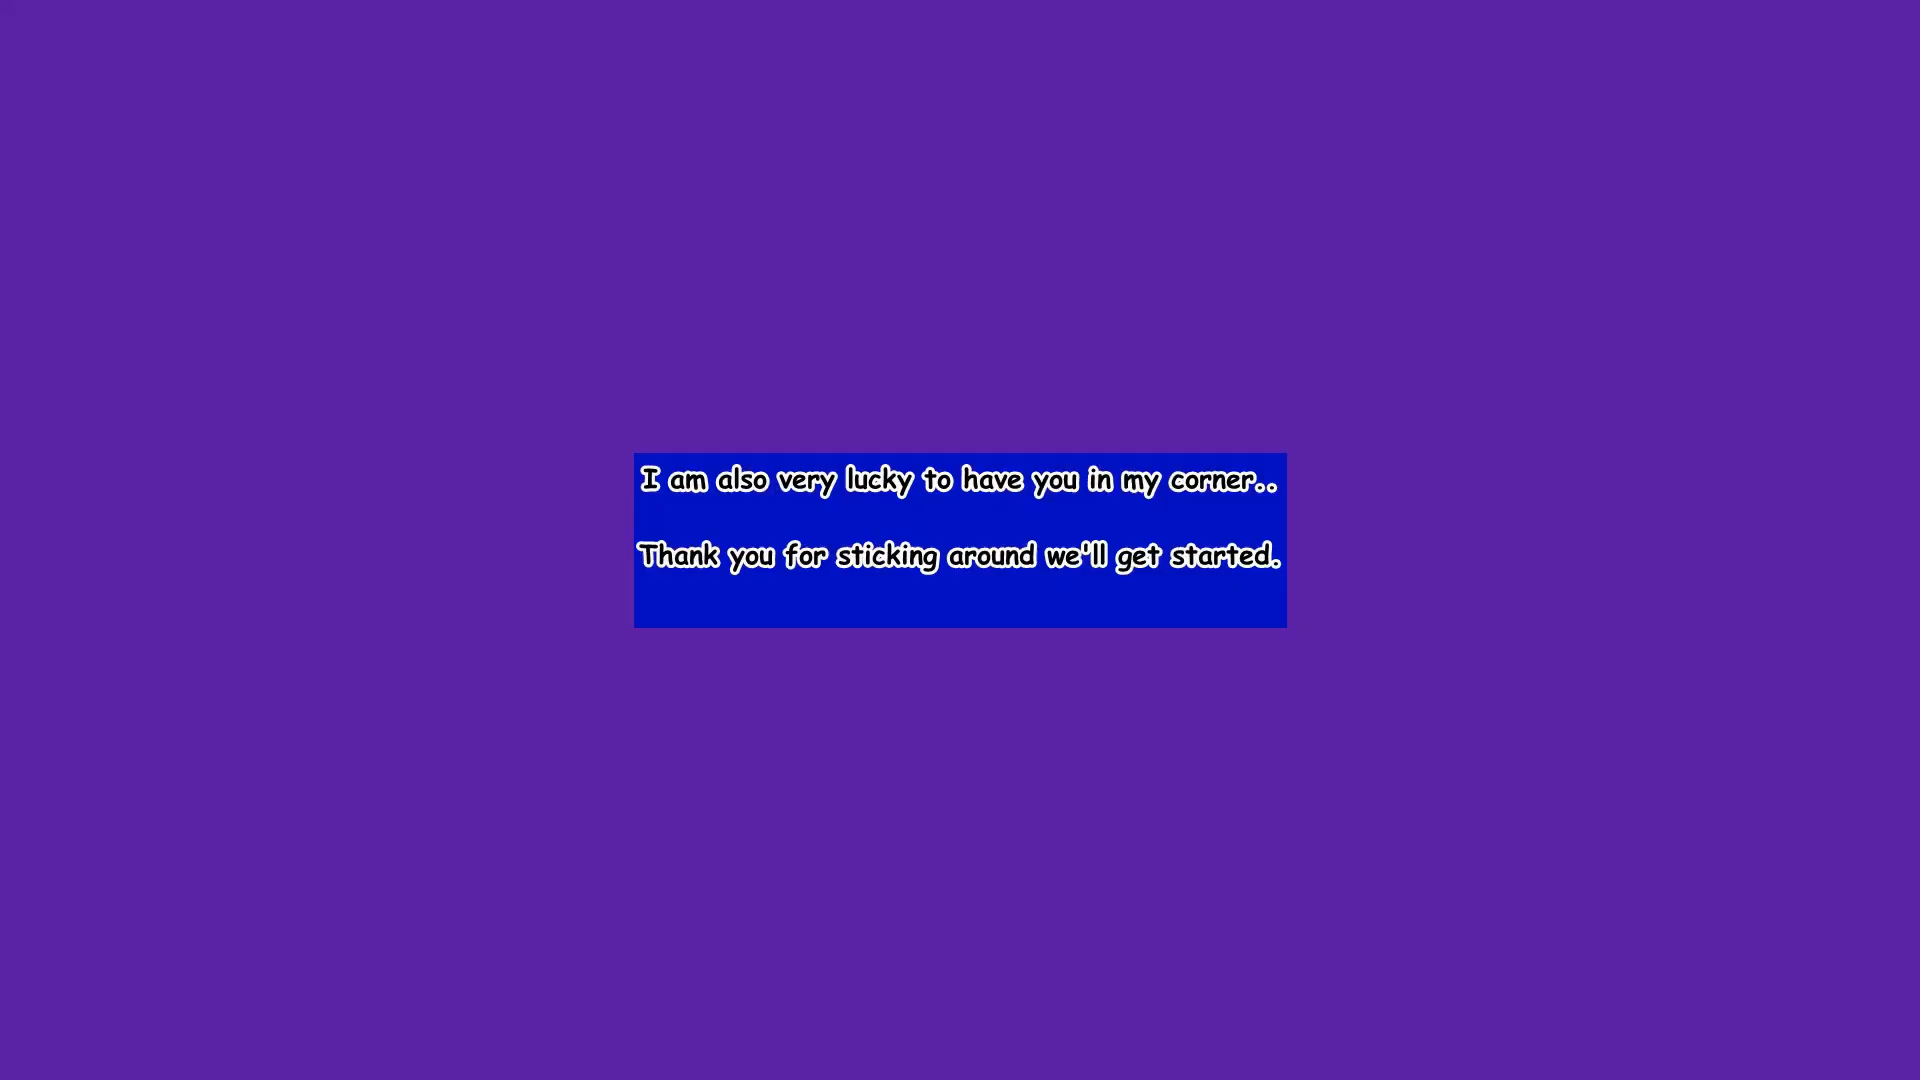 I am also very lucky to have you in my corner..
Thank you for sticking around we'll get started.